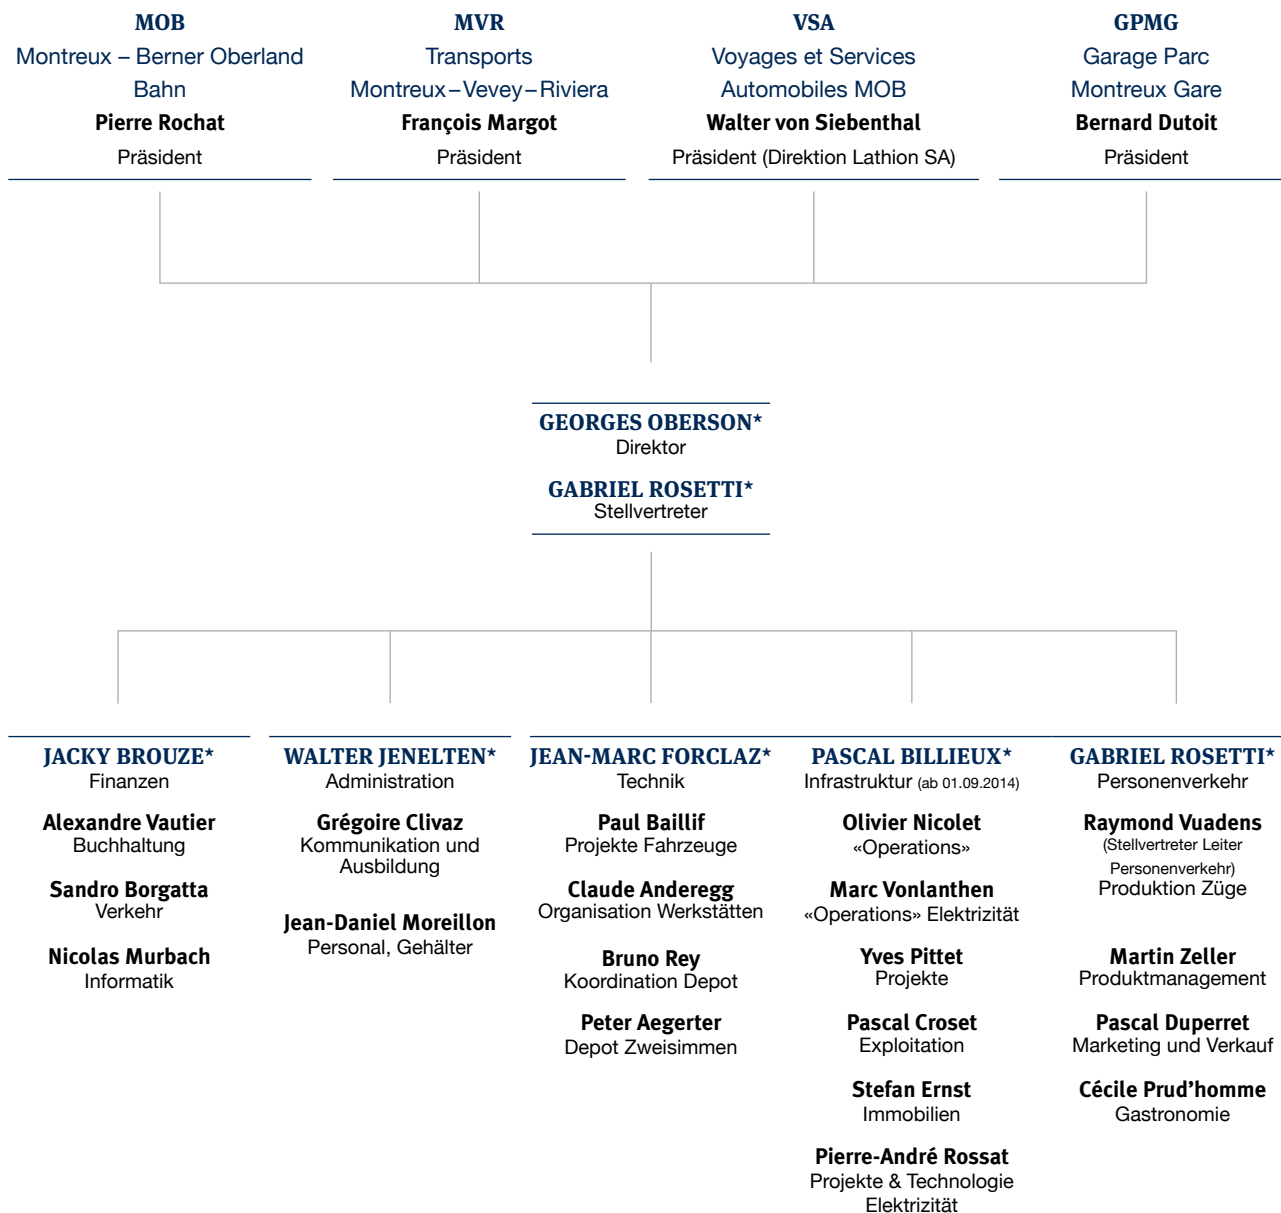 MOB
Montreux – Berner Oberland
Bahn
Pierre Rochat
Präsident
MVR
Transports
Montreux–Vevey–Riviera
François Margot
Präsident
VSA
Voyages et Services
Automobiles MOB
Walter von Siebenthal
Präsident (Direktion Lathion SA)
GPMG
Garage Parc
Montreux Gare
Bernard Dutoit
Präsident
GEORGES OBERSON★
Direktor
GABRIEL ROSETTI★
Stellvertreter
JACKY BROUZE★
Finanzen
Alexandre Vautier
Buchhaltung
Sandro Borgatta
Verkehr
Nicolas Murbach
Informatik
WALTER JENELTEN★
Administration
Grégoire Clivaz
Kommunikation und
Ausbildung
Jean-Daniel Moreillon
Personal, Gehälter
JEAN-MARC FORCLAZ★
Technik
Paul Baillif
Projekte Fahrzeuge
Claude Anderegg
Organisation Werkstätten
Bruno Rey
Koordination Depot
Peter Aegerter
Depot Zweisimmen
PASCAL BILLIEUX★
Infrastruktur (ab 01.09.2014)
Olivier Nicolet
«Operations»
Marc Vonlanthen
«Operations» Elektrizität
Yves Pittet
Projekte
Pascal Croset
Exploitation
Stefan Ernst
Immobilien
Pierre-André Rossat
Projekte & Technologie
Elektrizität
GABRIEL ROSETTI★
Personenverkehr
Raymond Vuadens
(Stellvertreter Leiter
Personenverkehr)
Produktion Züge
Martin Zeller
Produktmanagement
Pascal Duperret
Marketing und Verkauf
Cécile Prud’homme
Gastronomie